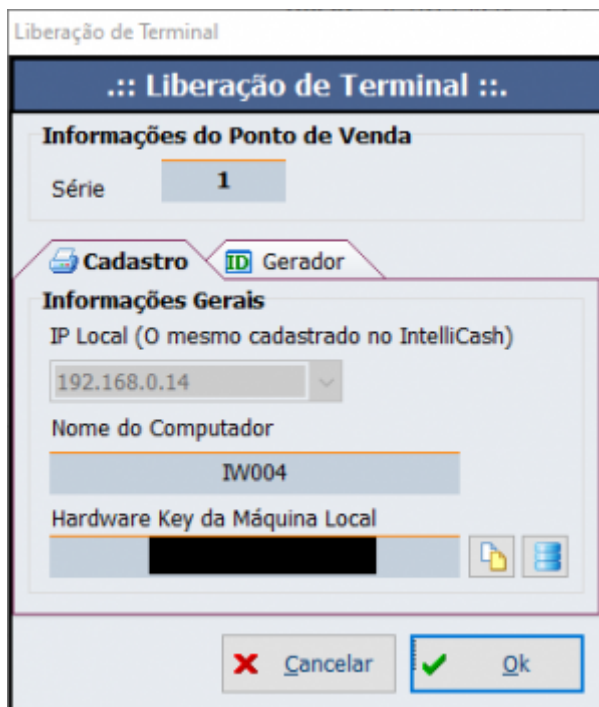 Liberação de Terminal
.:: Liberação de Terminal ::.
Informações do Ponto de Venda
Série 1
Cadastro ID Gerador
Informações Gerais
IP Local (O mesmo cadastrado no IntelliCash)
192.168.0.14
Nome do Computador
IW004
Hardware Key da Máquina Local
Cancelar Ok